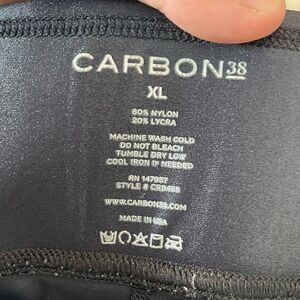 CARBON38
XL
80% NYLON
20% LYCRA
MACHINE WASH COLD
DO NOT BLEACH
TUMBLE DRY LOW
COOL IRON IF NEEDED
RN 147957
STYLE # CRB468
WWW.CARBON38.COM
MADE IN USA